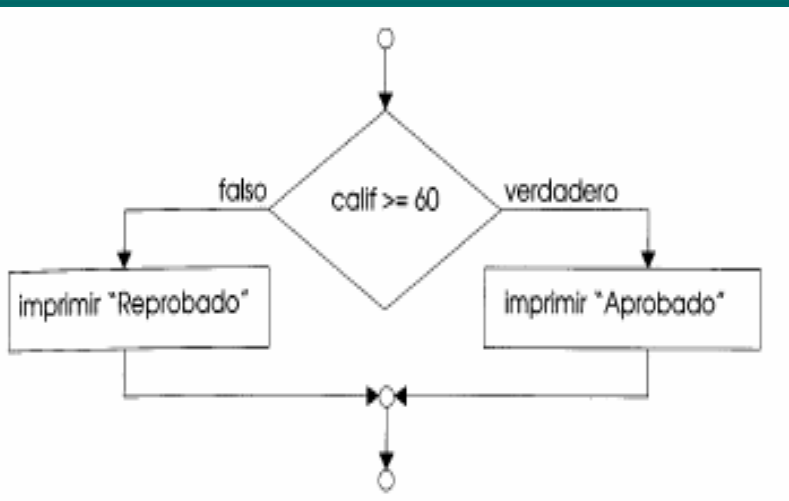 falso
calif >= 60
verdadero
imprimir "Reprobado"
imprimir "Aprobado"